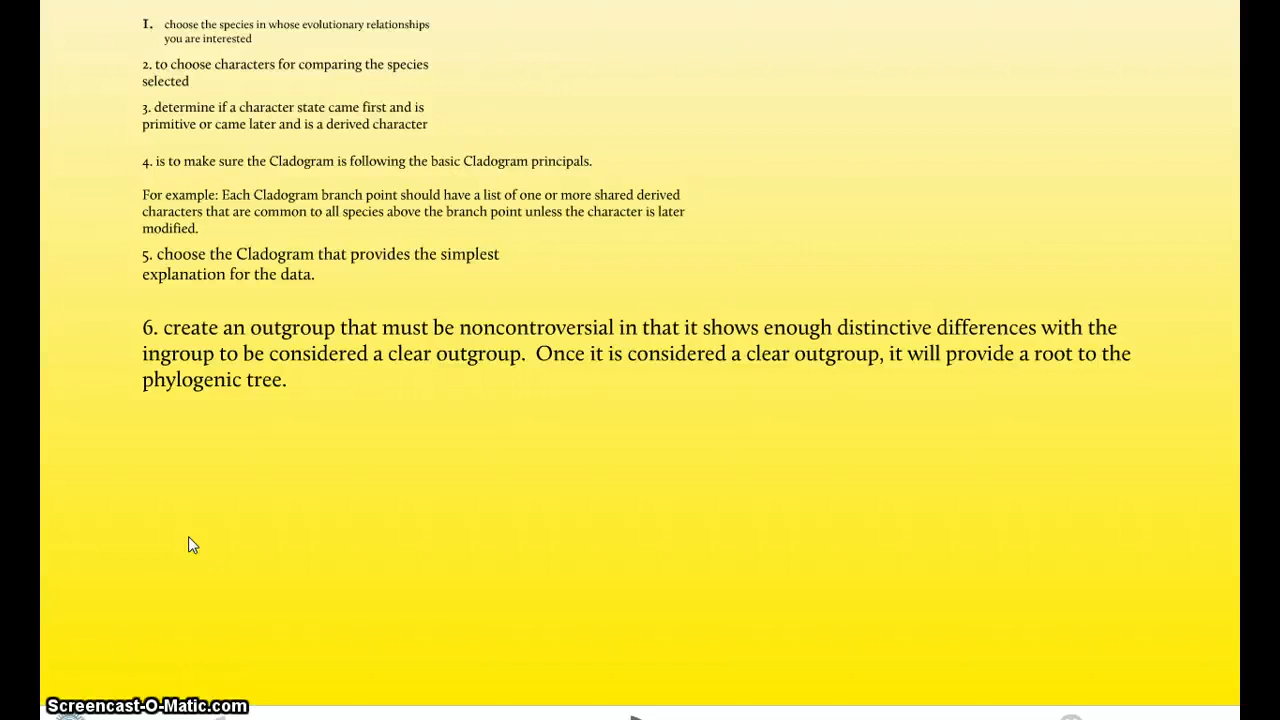 1. choose the species in whose evolutionary relationships
you are interested
2. to choose characters for comparing the species
selected
3. determine if a character state came first and is
primitive or came later and is a derived character
4. is to make sure the Cladogram is following the basic Cladogram principals.
For example: Each Cladogram branch point should have a list of one or more shared derived
characters that are common to all species above the branch point unless the character is later
modified.
5. choose the Cladogram that provides the simplest
explanation for the data.
6. create an outgroup that must be noncontroversial in that it shows enough distinctive differences with the
ingroup to be considered a clear outgroup.  Once it is considered a clear outgroup, it will provide a root to the
phylogenic tree.
Screencast-O-Matic.com